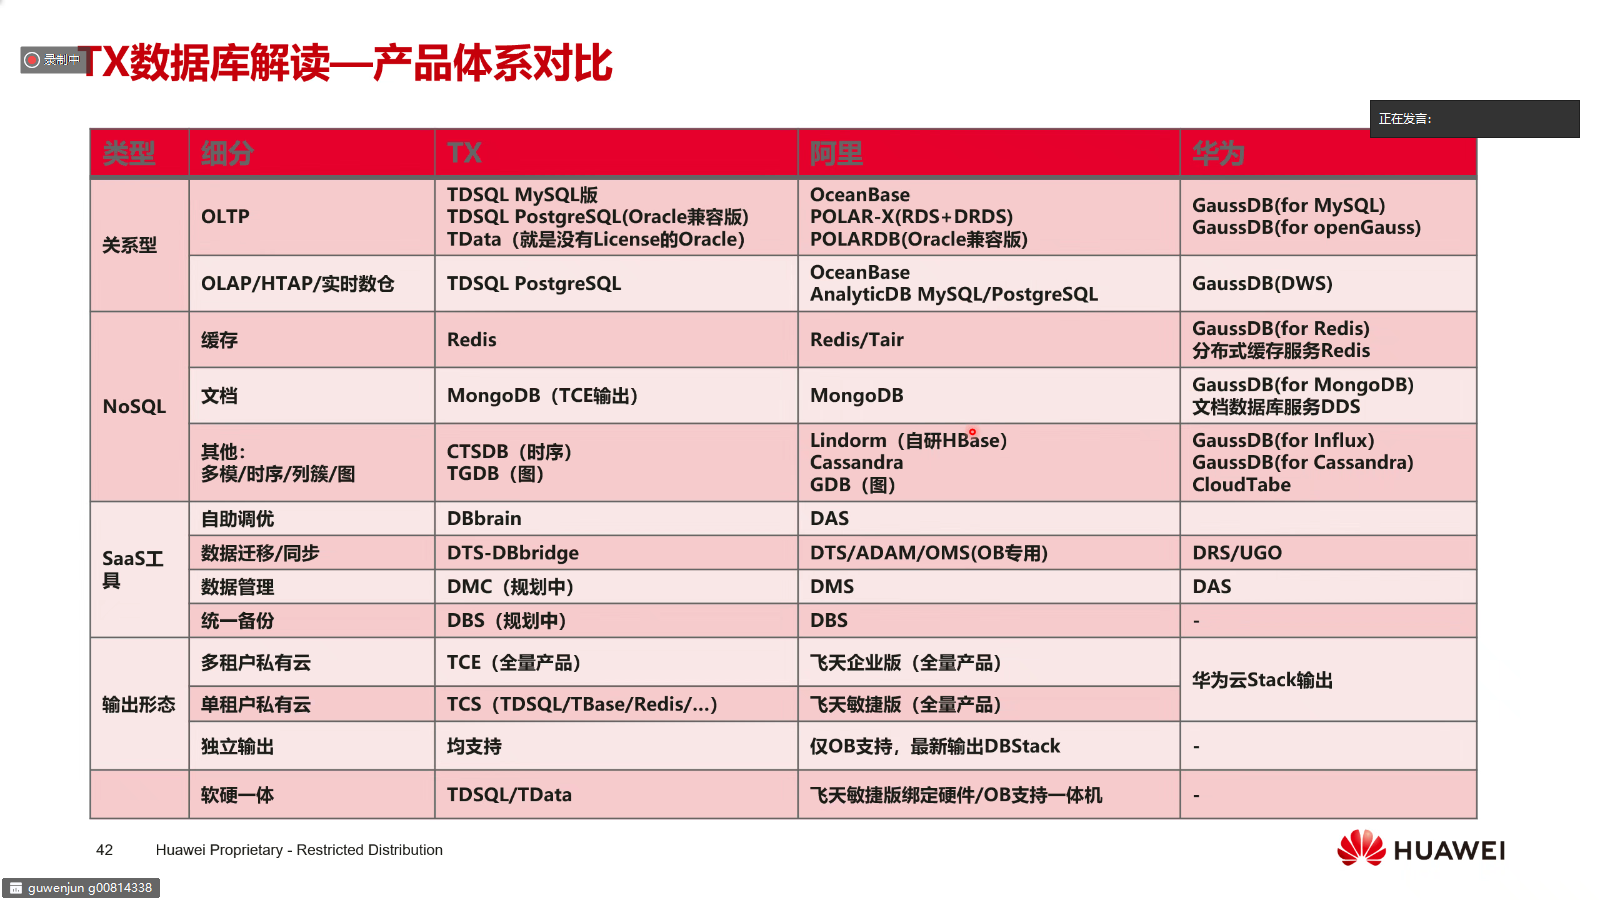 TX数据库解读—产品体系对比
录制中
正在发言:
类型 细分 TX 阿里 华为
关系型
OLTP
TDSQL MySQL版
TDSQL PostgreSQL(Oracle兼容版)
TData（就是没有License的Oracle）
OceanBase
POLAR-X(RDS+DRDS)
POLARDB(Oracle兼容版)
GaussDB(for MySQL)
GaussDB(for openGauss)
OLAP/HTAP/实时数仓
TDSQL PostgreSQL
OceanBase
AnalyticDB MySQL/PostgreSQL
GaussDB(DWS)
NoSQL
缓存
Redis
Redis/Tair
GaussDB(for Redis)
分布式缓存服务Redis
文档
MongoDB（TCE输出）
MongoDB
GaussDB(for MongoDB)
文档数据库服务DDS
其他：
多模/时序/列簇/图
CTSDB（时序）
TGDB（图）
Lindorm（自研HBase）
Cassandra
GDB（图）
GaussDB(for Influx)
GaussDB(for Cassandra)
CloudTabe
SaaS工
具
自助调优
DBbrain
DAS
数据迁移/同步
DTS-DBbridge
DTS/ADAM/OMS(OB专用)
DRS/UGO
数据管理
DMC（规划中）
DMS
DAS
统一备份
DBS（规划中）
DBS
-
输出形态
多租户私有云
TCE（全量产品）
飞天企业版（全量产品）
华为云Stack输出
单租户私有云
TCS（TDSQL/TBase/Redis/...）
飞天敏捷版（全量产品）
独立输出
均支持
仅OB支持，最新输出DBStack
-
软硬一体
TDSQL/TData
飞天敏捷版绑定硬件/OB支持一体机
-
42
Huawei Proprietary - Restricted Distribution
HUAWEI
guwenjun g00814338